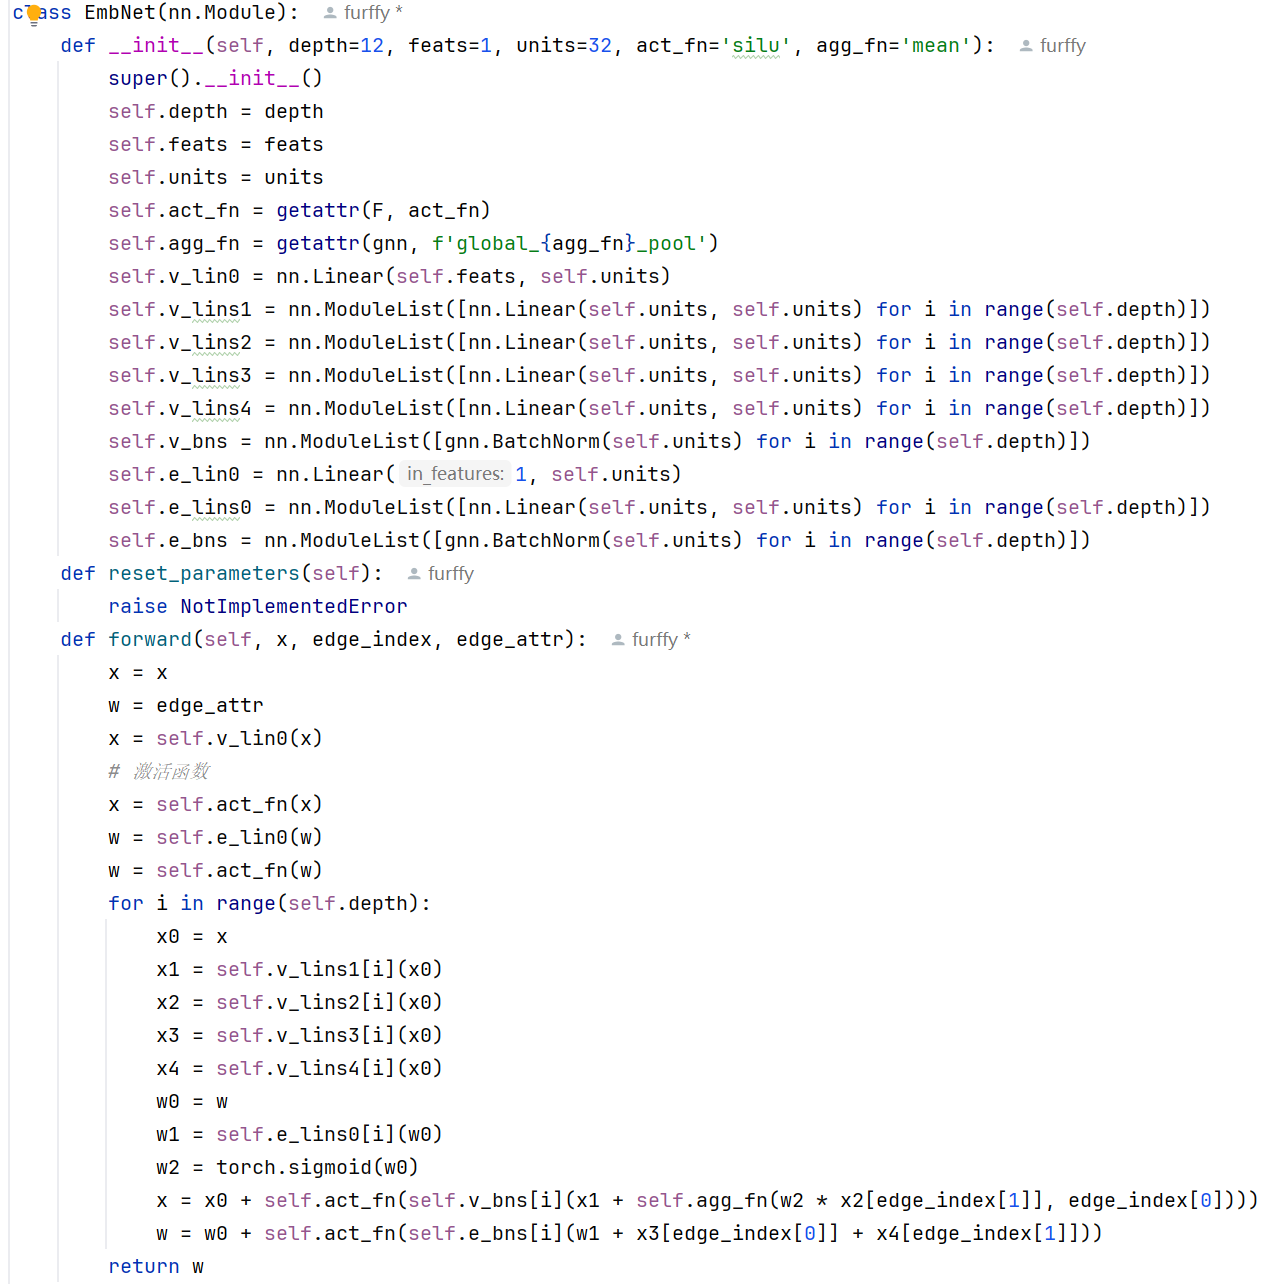 class EmbNet(nn.Module): furffy *
    def __init__(self, depth=12, feats=1, units=32, act_fn='silu', agg_fn='mean'): furffy
        super().__init__()
        self.depth = depth
        self.feats = feats
        self.units = units
        self.act_fn = getattr(F, act_fn)
        self.agg_fn = getattr(gnn, f'global_{agg_fn}_pool')
        self.v_lin0 = nn.Linear(self.feats, self.units)
        self.v_lins1 = nn.ModuleList([nn.Linear(self.units, self.units) for i in range(self.depth)])
        self.v_lins2 = nn.ModuleList([nn.Linear(self.units, self.units) for i in range(self.depth)])
        self.v_lins3 = nn.ModuleList([nn.Linear(self.units, self.units) for i in range(self.depth)])
        self.v_lins4 = nn.ModuleList([nn.Linear(self.units, self.units) for i in range(self.depth)])
        self.v_bns = nn.ModuleList([gnn.BatchNorm(self.units) for i in range(self.depth)])
        self.e_lin0 = nn.Linear( in_features: 1, self.units)
        self.e_lins0 = nn.ModuleList([nn.Linear(self.units, self.units) for i in range(self.depth)])
        self.e_bns = nn.ModuleList([gnn.BatchNorm(self.units) for i in range(self.depth)])
    def reset_parameters(self): furffy
        raise NotImplementedError
    def forward(self, x, edge_index, edge_attr): furffy *
        x = x
        w = edge_attr
        x = self.v_lin0(x)
        # 激活函数
        x = self.act_fn(x)
        w = self.e_lin0(w)
        w = self.act_fn(w)
        for i in range(self.depth):
            x0 = x
            x1 = self.v_lins1[i](x0)
            x2 = self.v_lins2[i](x0)
            x3 = self.v_lins3[i](x0)
            x4 = self.v_lins4[i](x0)
            w0 = w
            w1 = self.e_lins0[i](w0)
            w2 = torch.sigmoid(w0)
            x = x0 + self.act_fn(self.v_bns[i](x1 + self.agg_fn(w2 * x2[edge_index[1]], edge_index[0])))
            w = w0 + self.act_fn(self.e_bns[i](w1 + x3[edge_index[0]] + x4[edge_index[1]]))
        return w